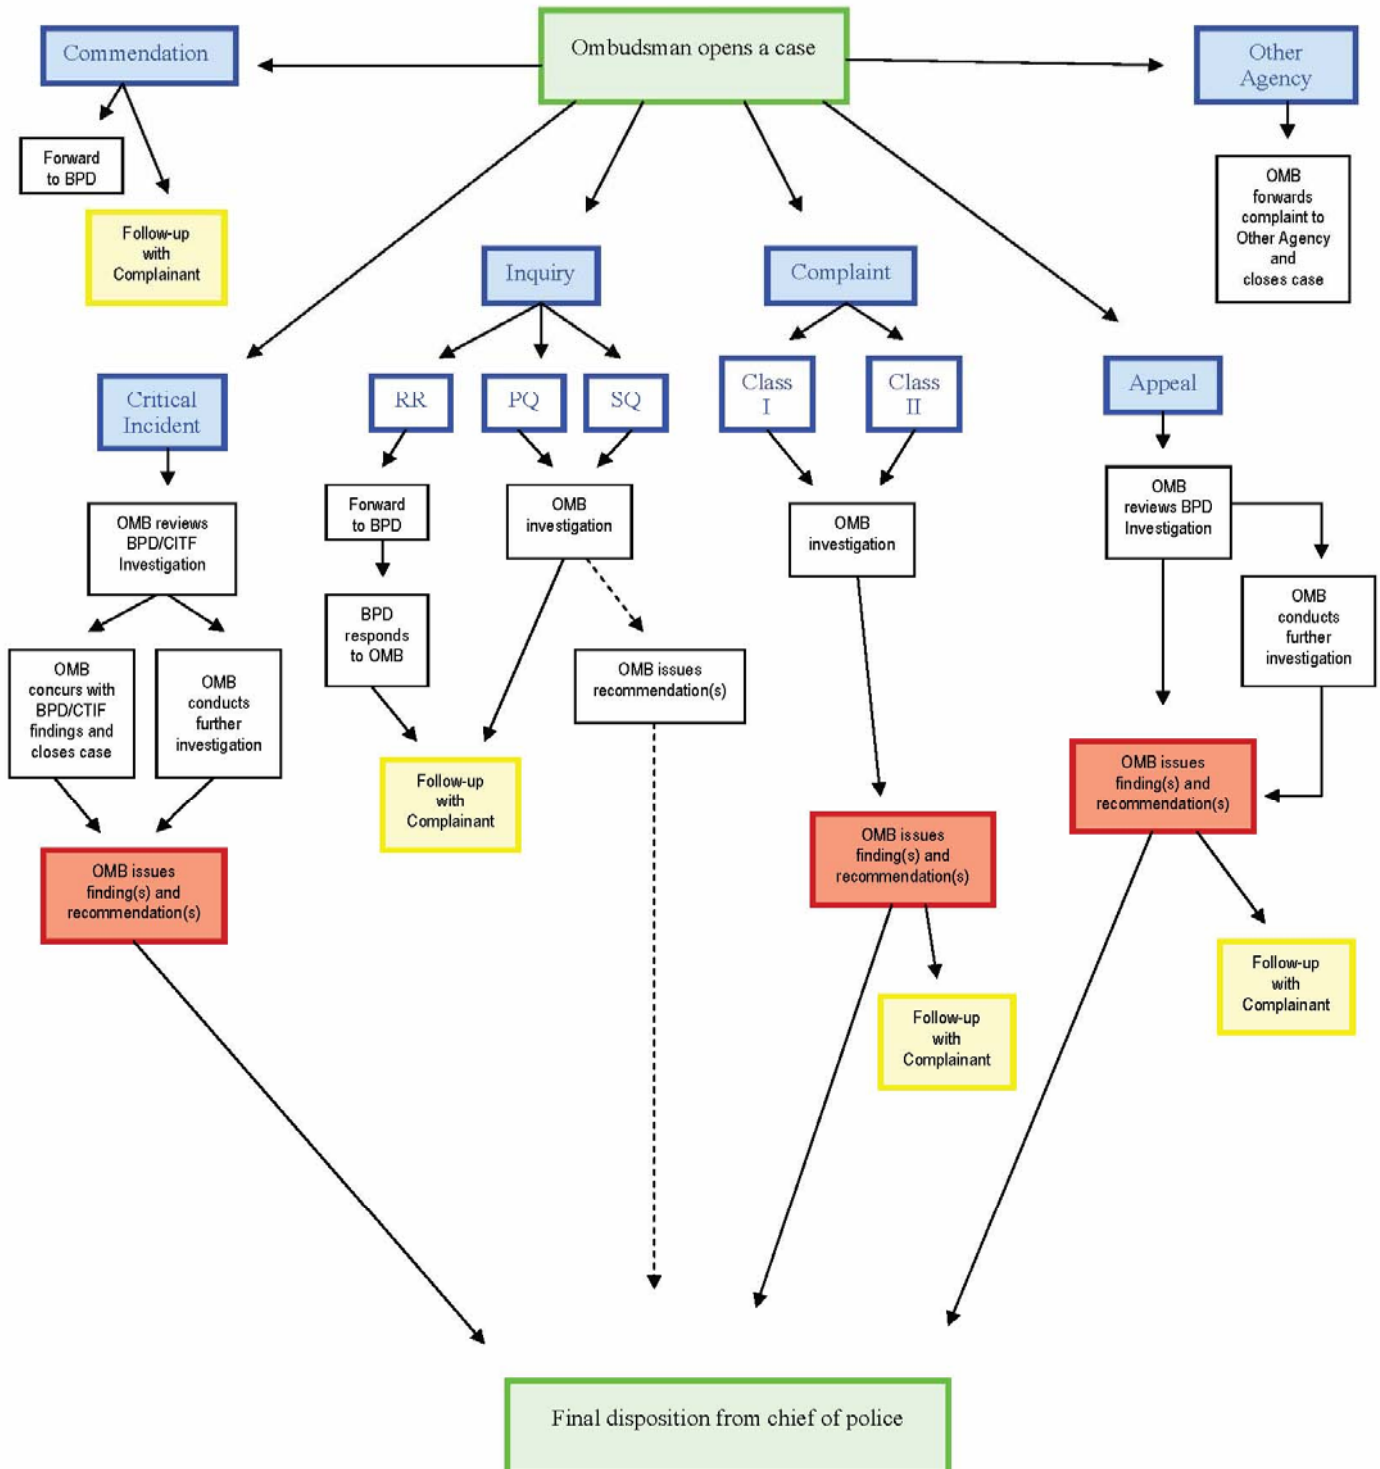 Ombudsman opens a case
Commendation
Other
Agency
Forward
to BPD
Follow-up
with
Complainant
OMB
forwards
complaint to
Other Agency
and
closes case
Inquiry
Complaint
Critical
Incident
RR
PQ
SQ
Class
I
Class
II
Appeal
OMB reviews
BPD/CITF
Investigation
Forward
to BPD
OMB
investigation
OMB
investigation
OMB
reviews BPD
Investigation
OMB
conducts
further
investigation
BPD
responds
to OMB
OMB
concurs with
BPD/CTIF
findings and
closes case
OMB
conducts
further
investigation
OMB issues
recommendation(s)
Follow-up
with
Complainant
OMB issues
finding(s) and
recommendation(s)
OMB issues
finding(s) and
recommendation(s)
OMB issues
finding(s) and
recommendation(s)
Follow-up
with
Complainant
Follow-up
with
Complainant
Final disposition from chief of police